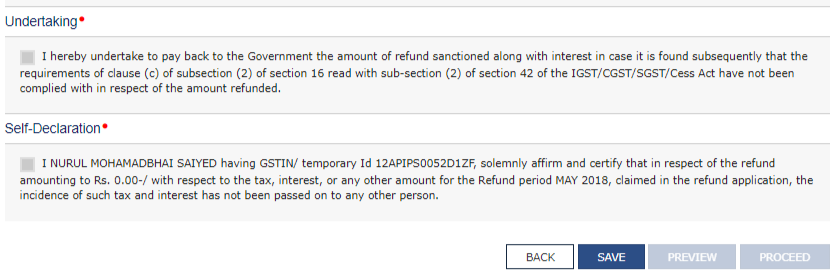 Undertaking•
I hereby undertake to pay back to the Government the amount of refund sanctioned along with interest in case it is found subsequently that the
requirements of clause (c) of subsection (2) of section 16 read with sub-section (2) of section 42 of the IGST/CGST/SGST/Cess Act have not been
complied with in respect of the amount refunded.
Self-Declaration•
I NURUL MOHAMADBHAI SAIYED having GSTIN/ temporary Id 12APIPS0052D1ZF, solemnly affirm and certify that in respect of the refund
amounting to Rs. 0.00-/ with respect to the tax, interest, or any other amount for the Refund period MAY 2018, claimed in the refund application, the
incidence of such tax and interest has not been passed on to any other person.
BACK SAVE PREVIEW PROCEED